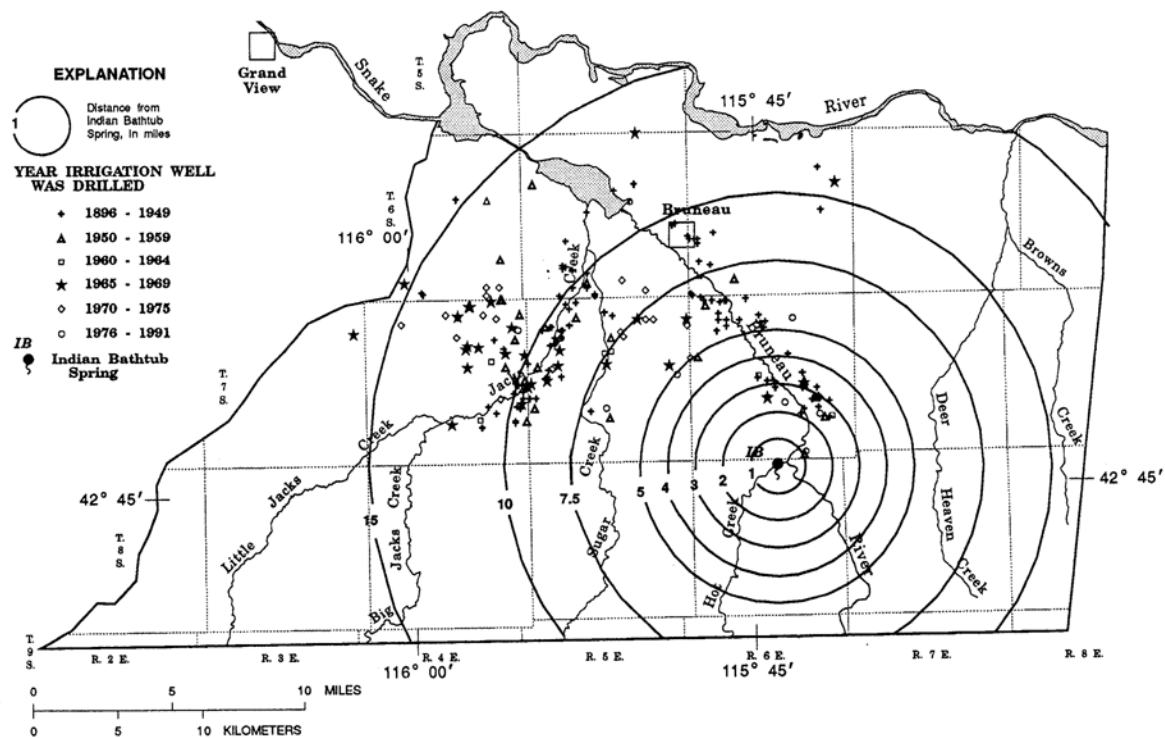 EXPLANATION
1
Distance from
Indian Bathtub
Spring, in miles
YEAR IRRIGATION WELL
WAS DRILLED
1896 - 1949
1950 - 1959
1960 - 1964
1965 - 1969
1970 - 1975
1976 - 1991
IB
Indian Bathtub
Spring
Grand
View
Snake
T.
5
S.
115° 45′
River
T.
6
S.
116° 00′
Bruneau
Creek
Browns
T.
7
S.
Jacks
Bruneau
Creek
Deer
Creek
Creek
IB
42° 45′
Jacks
Creek
15
10
7.5
5
4
3
2
1
42° 45′
T.
8
S.
Little
Jacks
Sugar
Creek
River
Heaven
Big
Hot
Creek
T.
9
S.
R. 2 E.
R. 3 E.
R. 4 E.
R. 5 E.
R. 6 E.
R. 7 E.
R. 8 E.
116° 00′
115° 45′
0 5 10 MILES
0 5 10 KILOMETERS